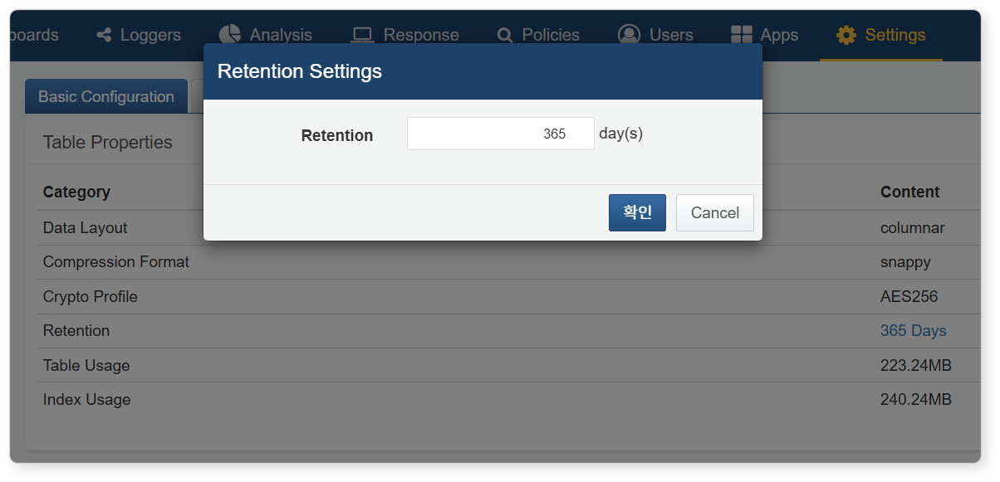 boards Loggers Analysis Response Policies Users Apps Settings
Retention Settings
Basic Configuration
Retention 365 day(s)
Table Properties
Category Content
확인 Cancel
Data Layout columnar
Compression Format snappy
Crypto Profile AES256
Retention 365 Days
Table Usage 223.24MB
Index Usage 240.24MB